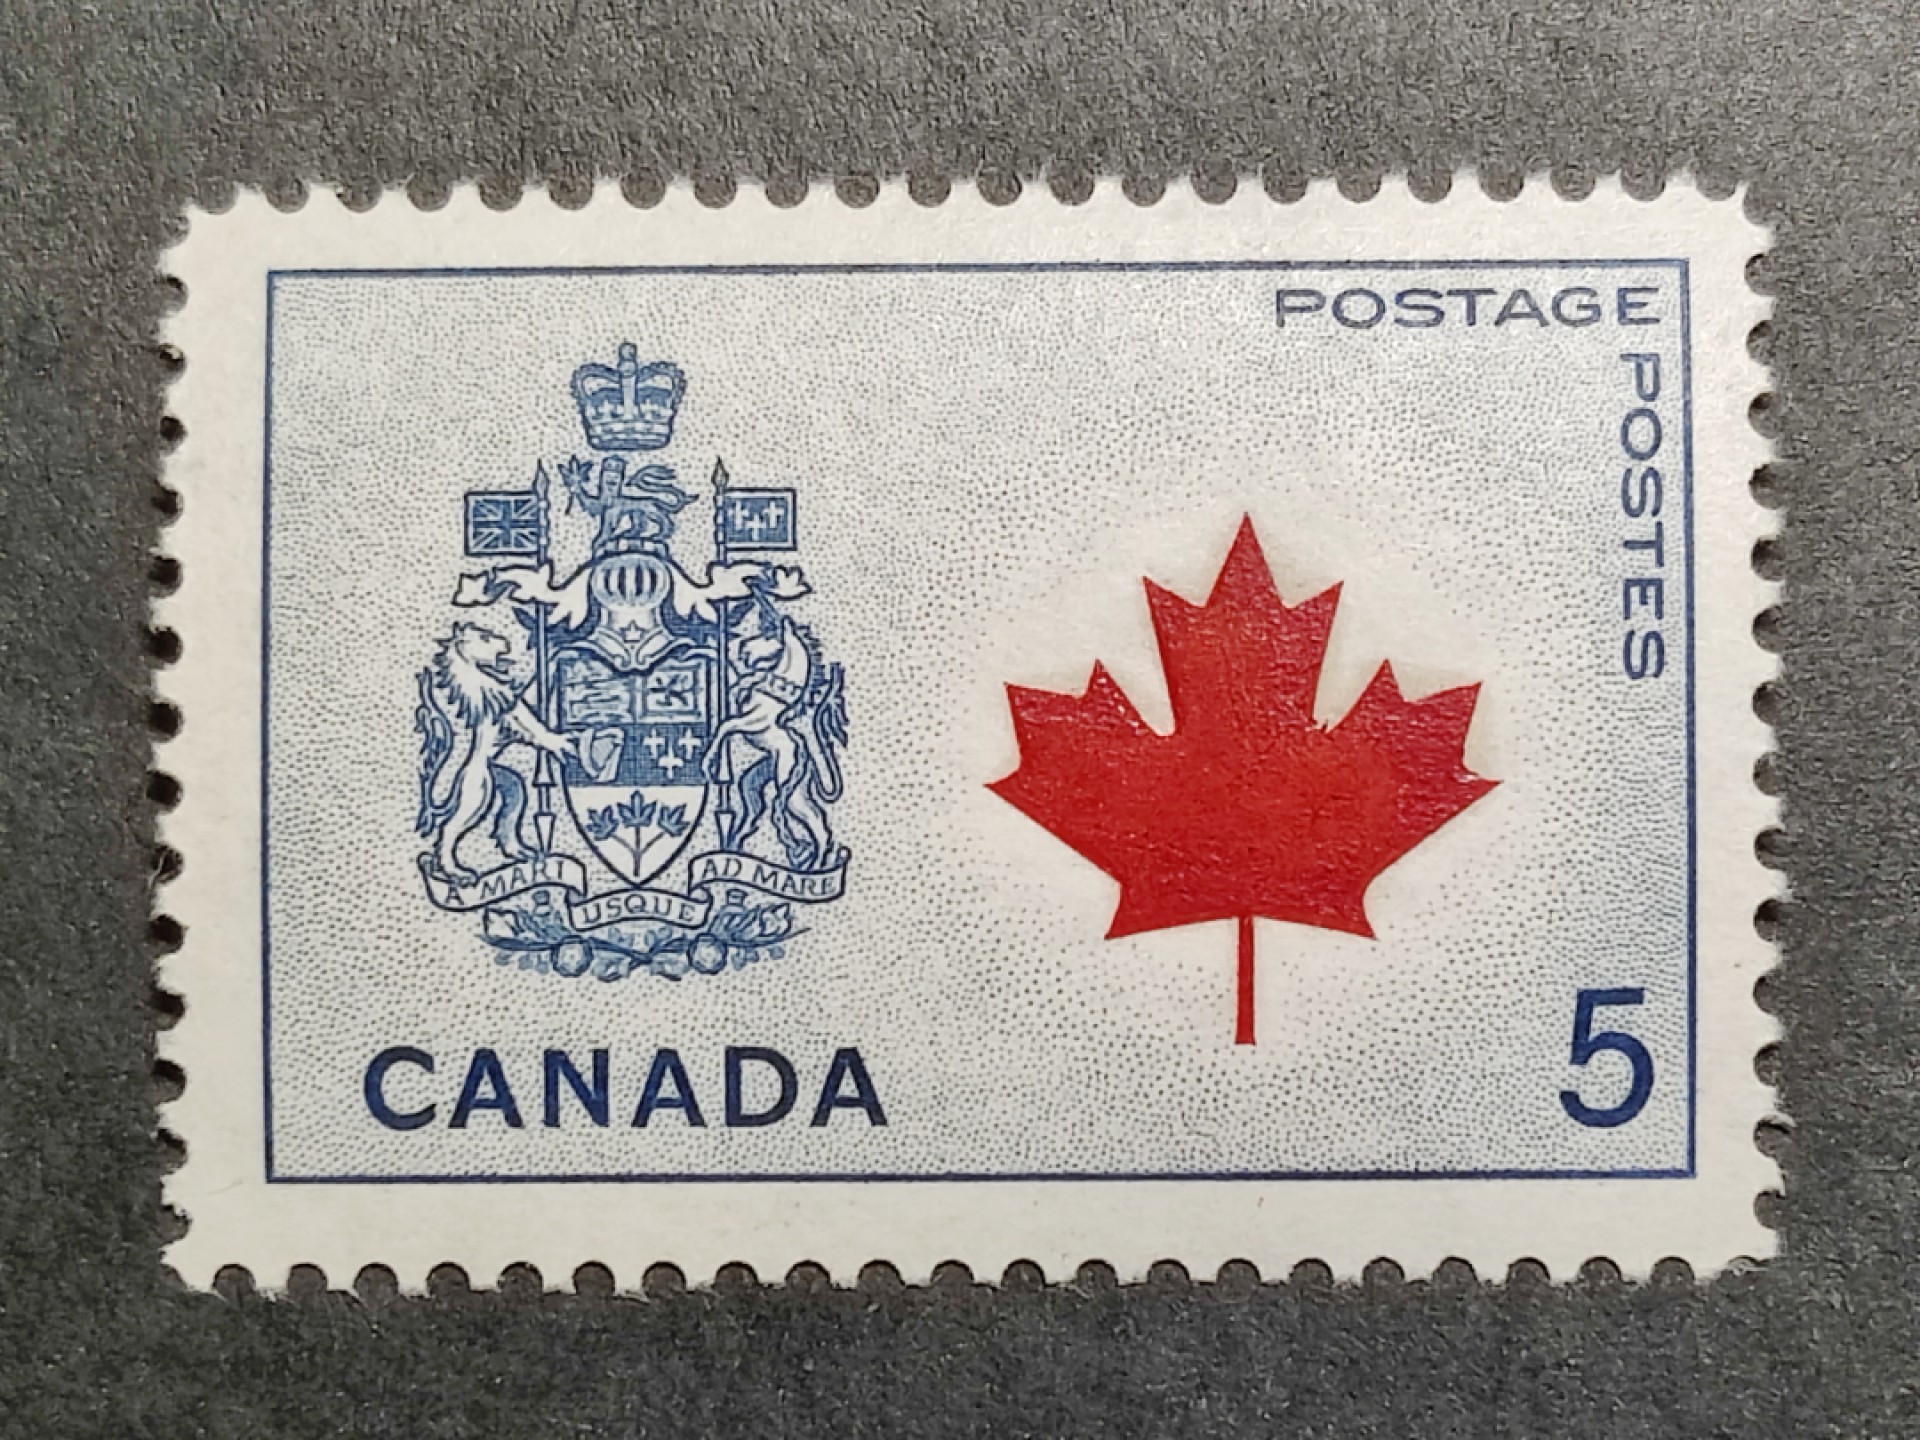 POSTAGE
POSTES
A MARI
USQUE
AD MARE
CANADA
5